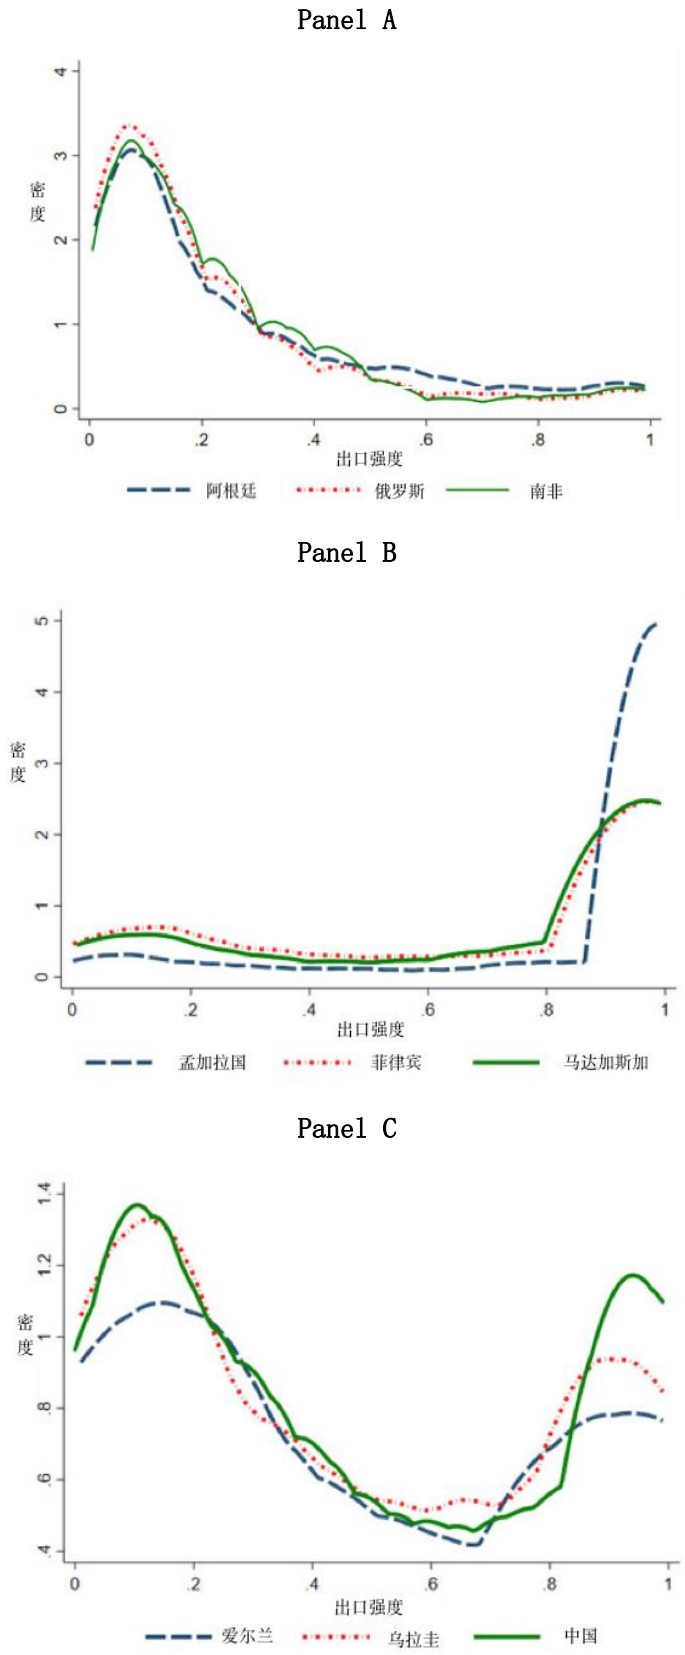 Panel A
4
3
密
度
2
1
0
0 .2 .4 .6 .8 1
出口强度
阿根廷 俄罗斯 南非
Panel B
5
4
密
度
3
2
1
0
0 .2 .4 .6 .8 1
出口强度
孟加拉国 菲律宾 马达加斯加
Panel C
1.4
1.2
密
度
1
.8
.6
.4
0 .2 .4 .6 .8 1
出口强度
爱尔兰 乌拉圭 中国